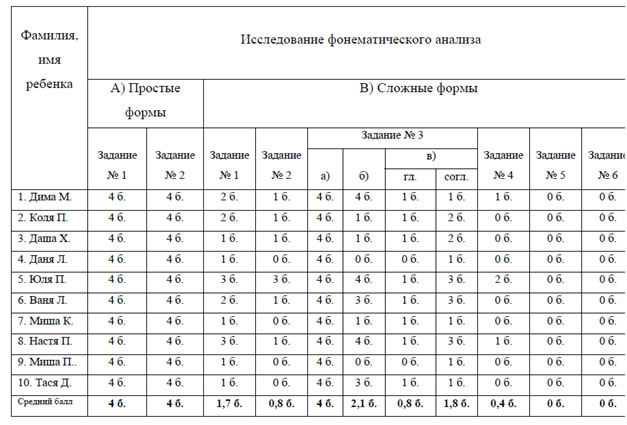 Фамилия, имя ребенка Исследование фонематического анализа
А) Простые формы В) Сложные формы
Задание № 1 Задание № 2 Задание № 1 Задание № 2 Задание № 3 Задание № 4 Задание № 5 Задание № 6
а) б) в)
гл. согл.
1. Дима М. 4 б. 4 б. 2 б. 1 б. 4 б. 4 б. 1 б. 1 б. 1 б. 0 б. 0 б.
2. Коля П. 4 б. 4 б. 2 б. 1 б. 4 б. 1 б. 1 б. 2 б. 0 б. 0 б. 0 б.
3. Даша Х. 4 б. 4 б. 1 б. 1 б. 4 б. 1 б. 1 б. 2 б. 0 б. 0 б. 0 б.
4. Даня Л. 4 б. 4 б. 1 б. 0 б. 4 б. 0 б. 0 б. 1 б. 0 б. 0 б. 0 б.
5. Юля П. 4 б. 4 б. 3 б. 3 б. 4 б. 4 б. 1 б. 3 б. 2 б. 0 б. 0 б.
6. Ваня Л. 4 б. 4 б. 2 б. 1 б. 4 б. 3 б. 1 б. 3 б. 0 б. 0 б. 0 б.
7. Миша К. 4 б. 4 б. 1 б. 0 б. 4 б. 1 б. 1 б. 1 б. 0 б. 0 б. 0 б.
8. Настя П. 4 б. 4 б. 3 б. 1 б. 4 б. 4 б. 1 б. 3 б. 1 б. 0 б. 0 б.
9. Миша П.. 4 б. 4 б. 1 б. 0 б. 4 б. 0 б. 0 б. 1 б. 0 б. 0 б. 0 б.
10. Тася Д. 4 б. 4 б. 1 б. 0 б. 4 б. 3 б. 1 б. 1 б. 0 б. 0 б. 0 б.
Средний балл 4 б. 4 б. 1,7 б. 0,8 б. 4 б. 2,1 б. 0,8 б. 1,8 б. 0,4 б. 0 б. 0 б.